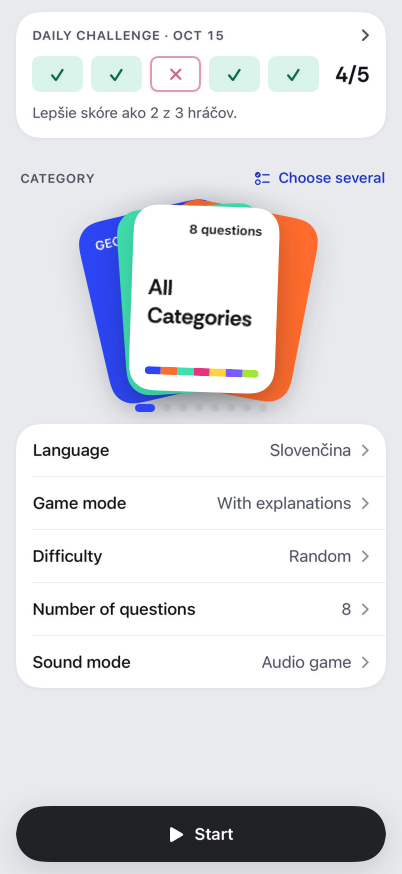 DAILY CHALLENGE · OCT 15
4/5
Lepšie skóre ako 2 z 3 hráčov.
CATEGORY
Choose several
8 questions
All
Categories
Language
Slovenčina
Game mode
With explanations
Difficulty
Random
Number of questions
8
Sound mode
Audio game
Start